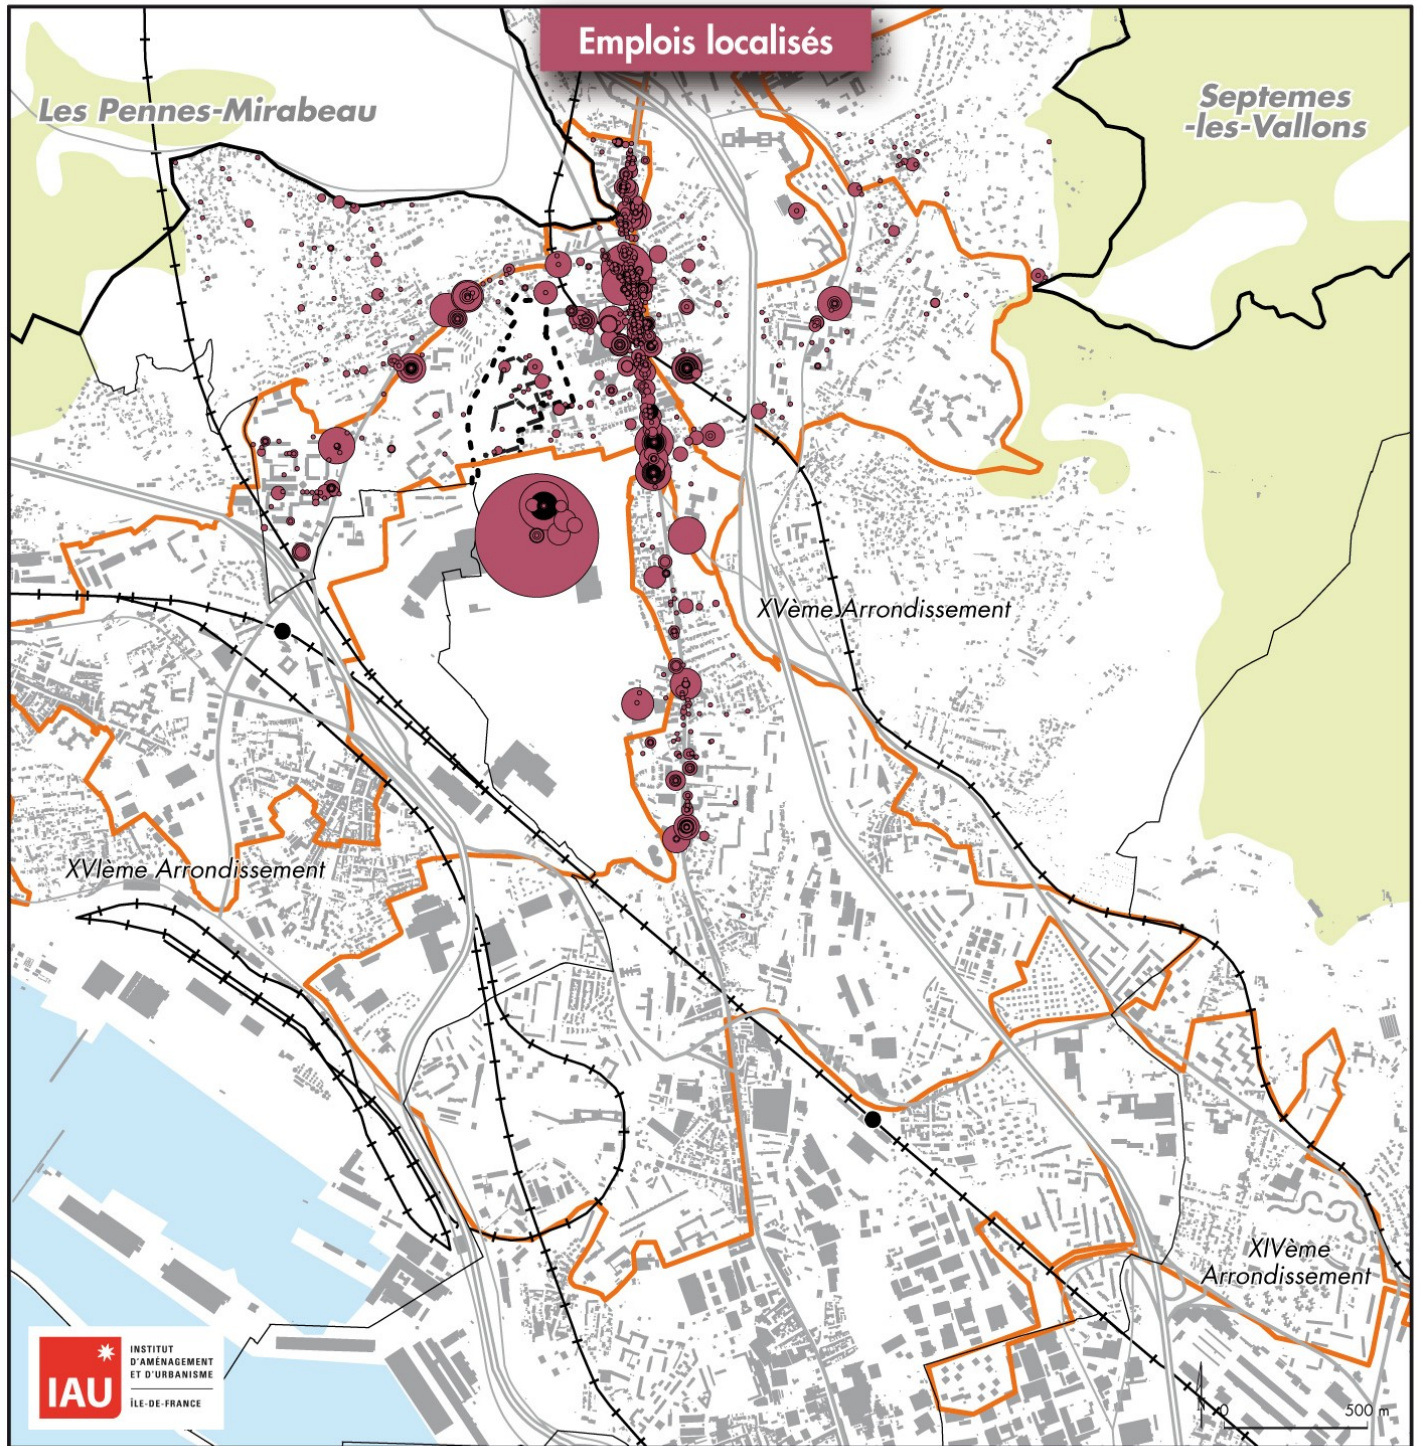 Emplois localisés
Les Pennes-Mirabeau
Septemes
-les-Vallons
XVème Arrondissement
XVIème Arrondissement
XIVème
Arrondissement
IAU
INSTITUT
D'AMÉNAGEMENT
ET D'URBANISME
ÎLE-DE-FRANCE
0
500 m